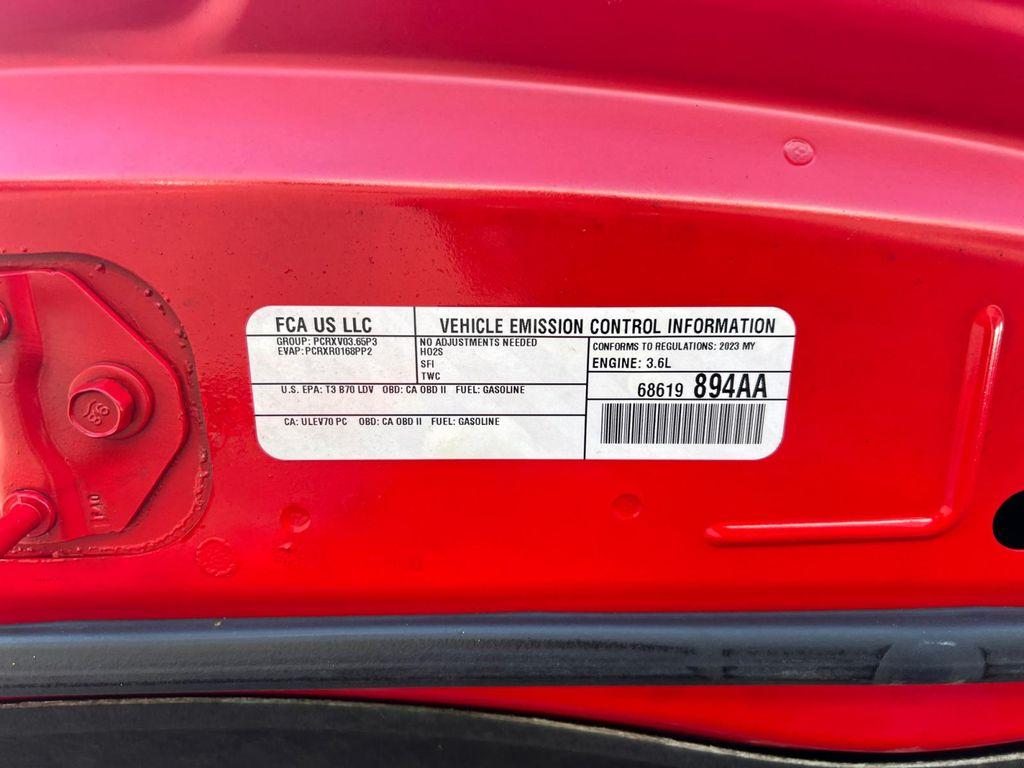 FCA US LLC
VEHICLE EMISSION CONTROL INFORMATION
GROUP: PCRXV03.65P3
EVAP: PCRXR0168PP2
NO ADJUSTMENTS NEEDED
HO2S
SFI
TWC
CONFORMS TO REGULATIONS: 2023 MY
ENGINE: 3.6L
U.S. EPA: T3 B70 LDV OBD: CA OBD II FUEL: GASOLINE
68619 894AA
CA: ULEV70 PC OBD: CA OBD II FUEL: GASOLINE